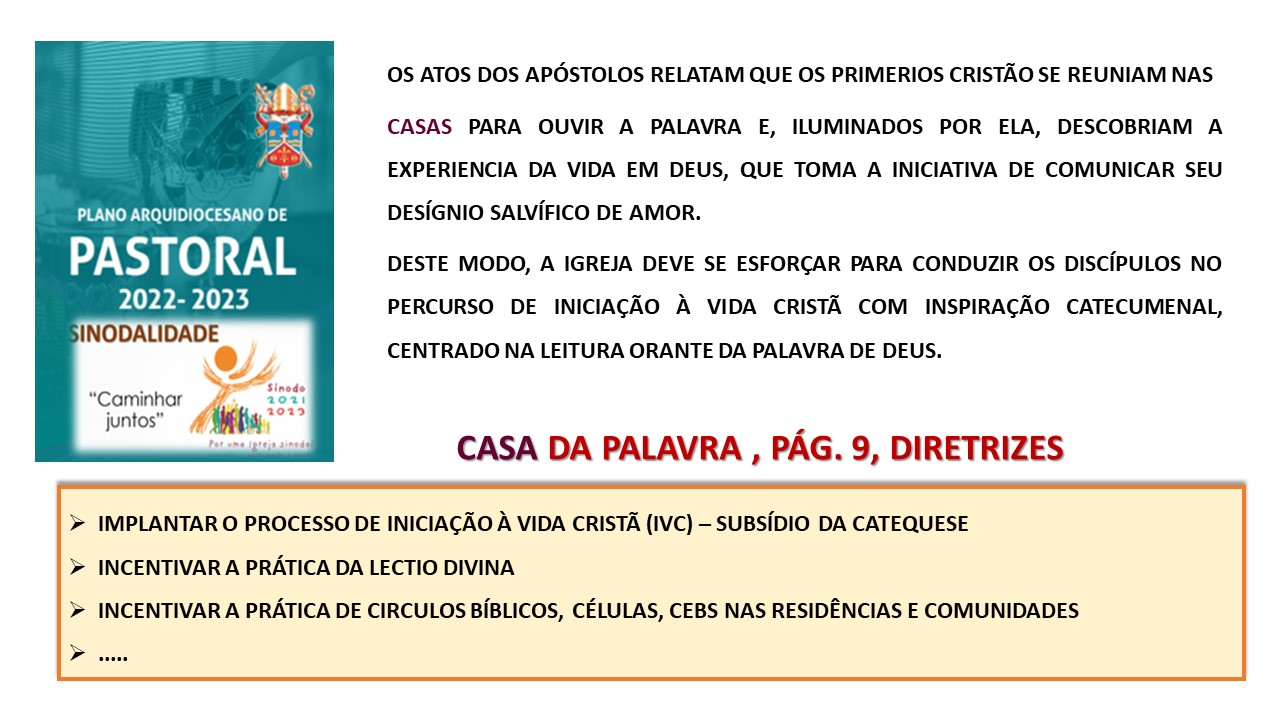 PLANO ARQUIDIOCESANO DE
PASTORAL
2022- 2023
SINODALIDADE
“Caminhar
juntos”
Sínodo
2021
2023
Por uma Igreja sinodal
OS ATOS DOS APÓSTOLOS RELATAM QUE OS PRIMERIOS CRISTÃO SE REUNIAM NAS
CASAS PARA OUVIR A PALAVRA E, ILUMINADOS POR ELA, DESCOBRIAM A
EXPERIENCIA DA VIDA EM DEUS, QUE TOMA A INICIATIVA DE COMUNICAR SEU
DESÍGNIO SALVÍFICO DE AMOR.
DESTE MODO, A IGREJA DEVE SE ESFORÇAR PARA CONDUZIR OS DISCÍPULOS NO
PERCURSO DE INICIAÇÃO À VIDA CRISTÃ COM INSPIRAÇÃO CATECUMENAL,
CENTRADO NA LEITURA ORANTE DA PALAVRA DE DEUS.
CASA DA PALAVRA , PÁG. 9, DIRETRIZES
➢ IMPLANTAR O PROCESSO DE INICIAÇÃO À VIDA CRISTÃ (IVC) – SUBSÍDIO DA CATEQUESE
➢ INCENTIVAR A PRÁTICA DA LECTIO DIVINA
➢ INCENTIVAR A PRÁTICA DE CIRCULOS BÍBLICOS, CÉLULAS, CEBS NAS RESIDÊNCIAS E COMUNIDADES
➢ .....